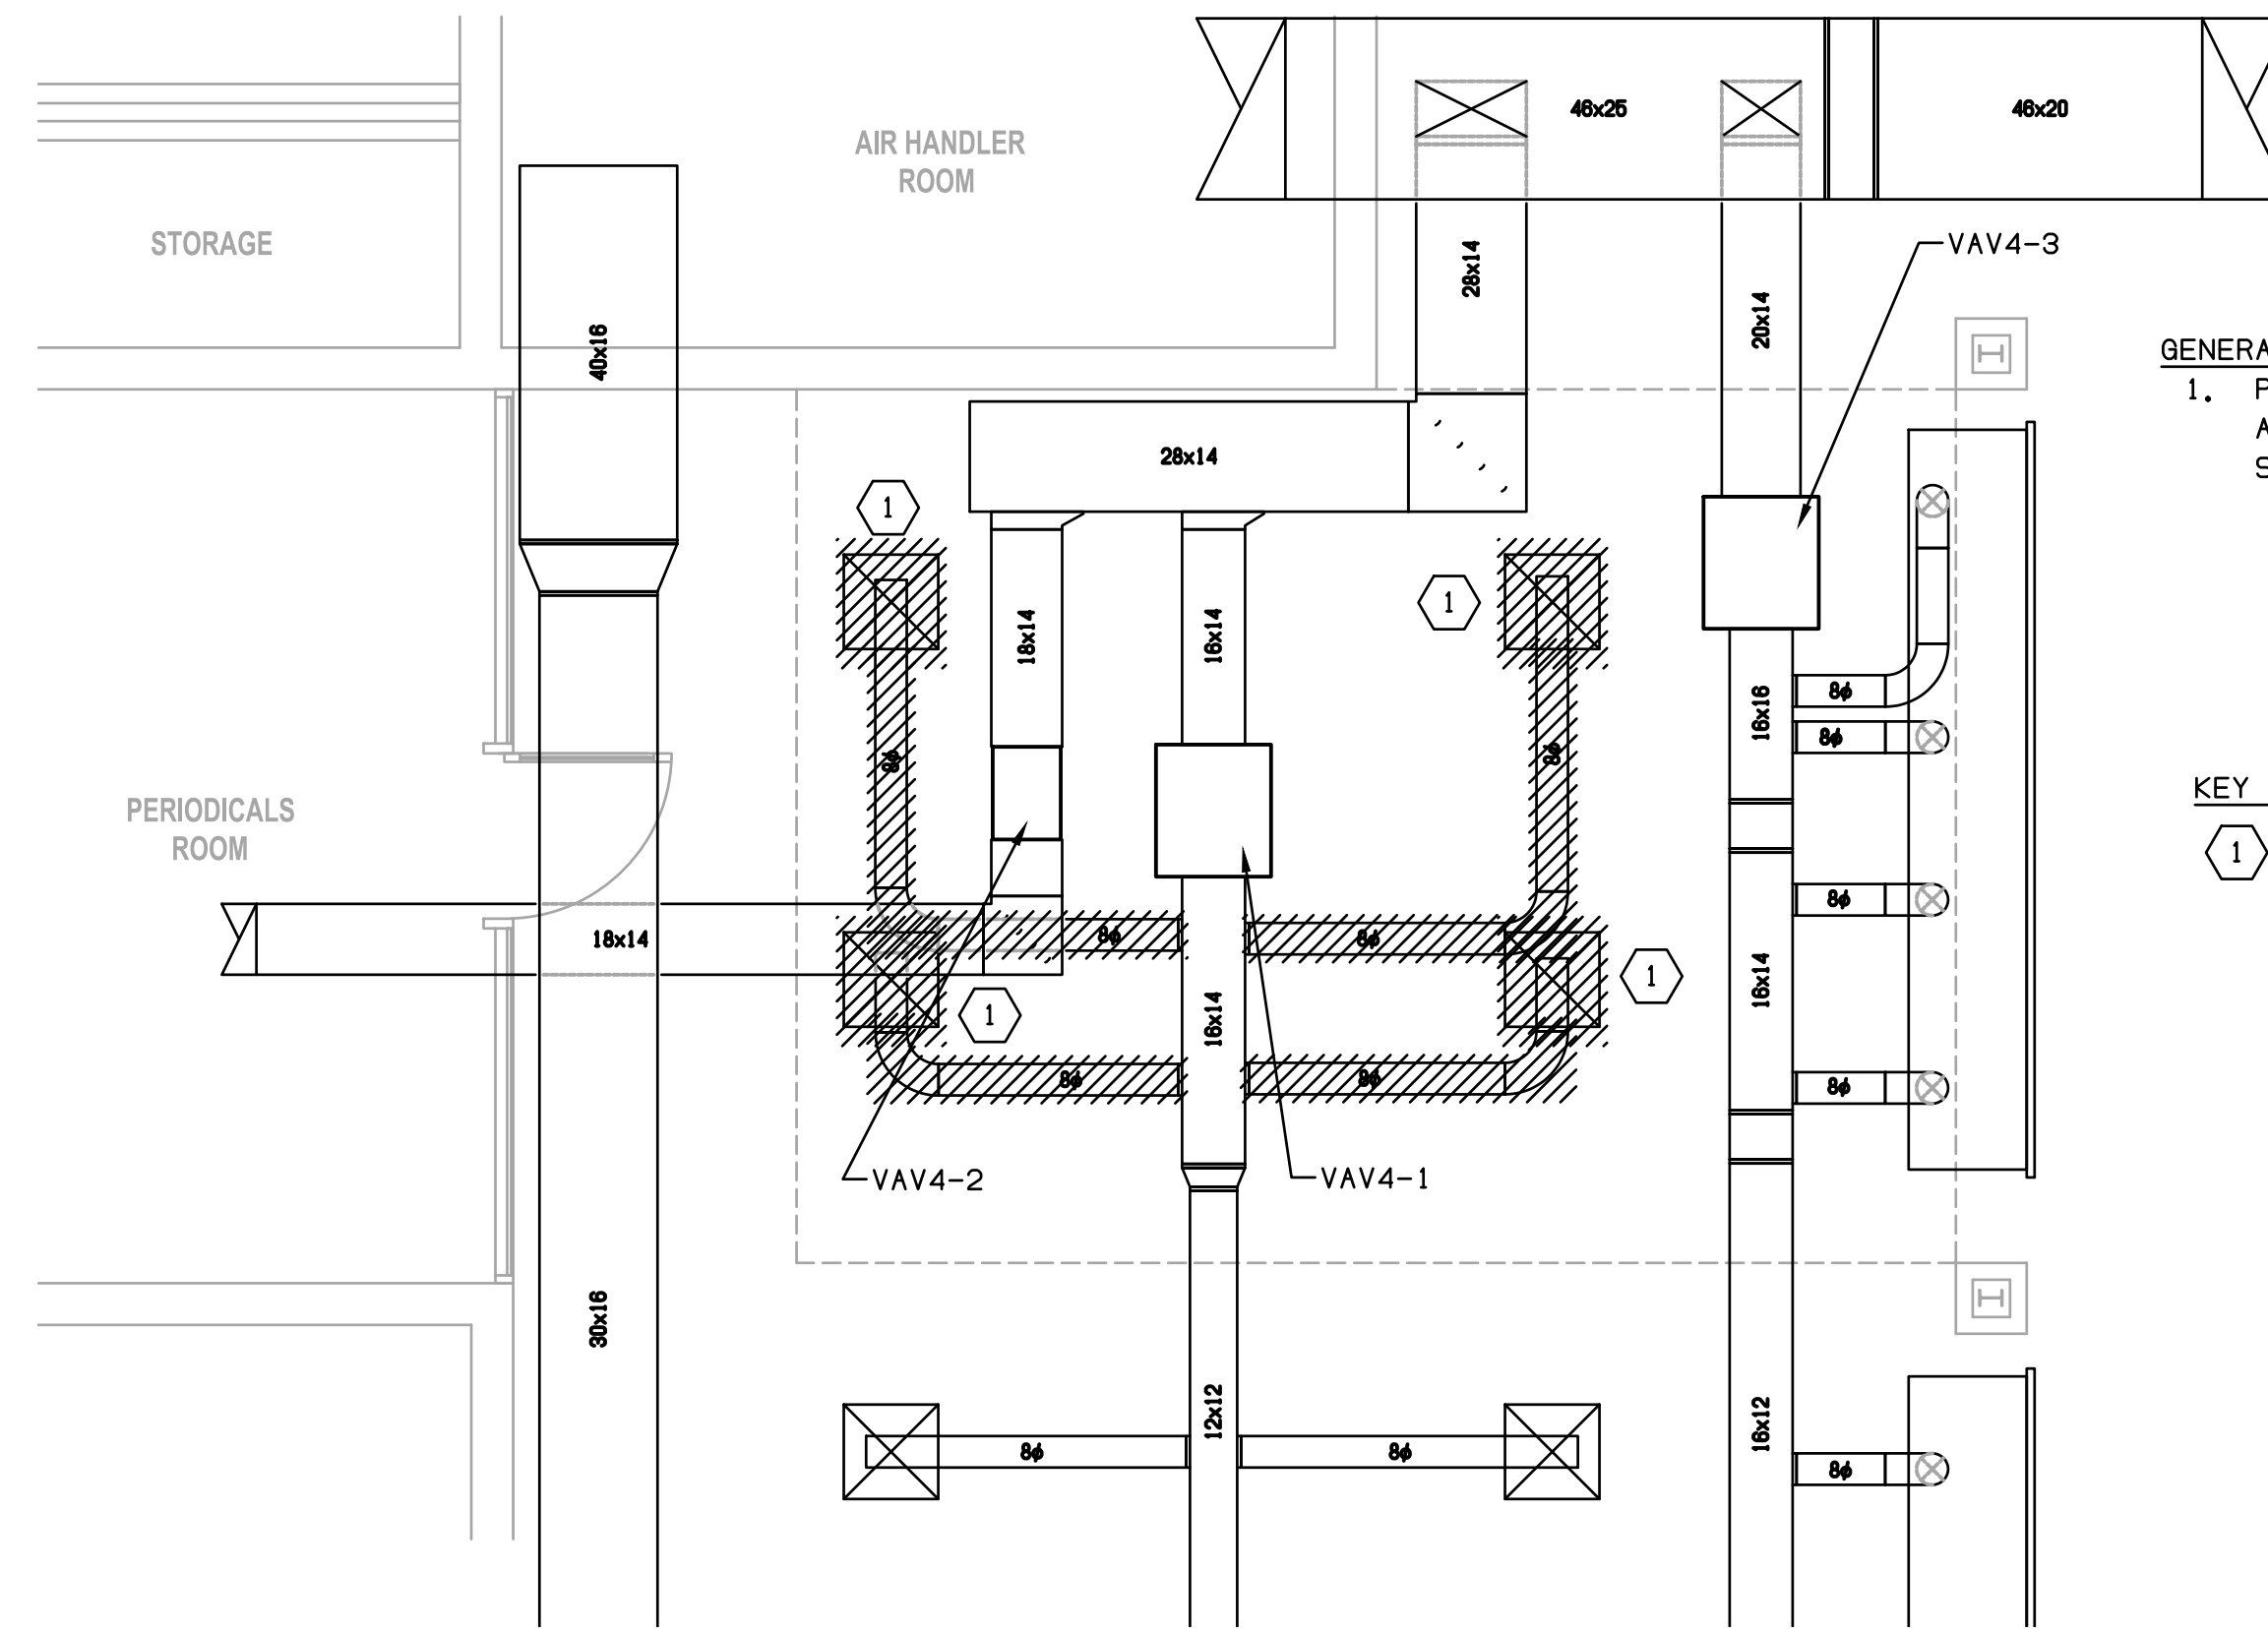 AIR HANDLER
ROOM
STORAGE
PERIODICALS
ROOM
46x25
46x20
28x14
20x14
VAV4-3
40x16
28x14
GENERA
1. P
A
S
1
1
18x14
16x14
16x16
8ϕ
8ϕ
8ϕ
8ϕ
KEY
1
8ϕ
18x14
8ϕ
8ϕ
1
1
16x14
16x14
8ϕ
8ϕ
8ϕ
VAV4-2
VAV4-1
30x16
12x12
16x12
8ϕ
8ϕ
8ϕ